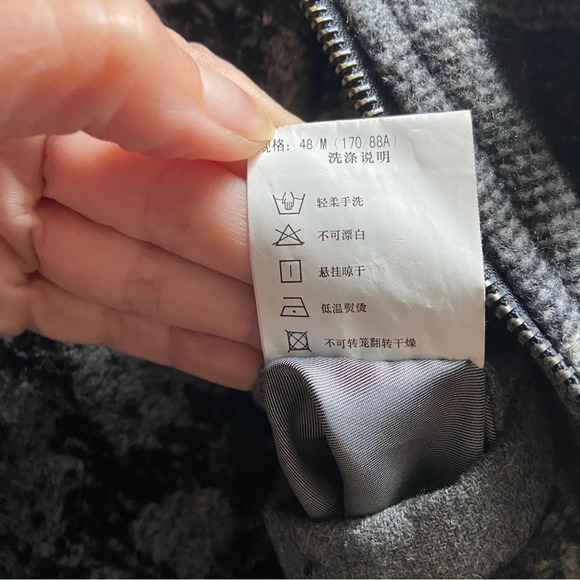 格: 48/M (170/88A)
洗涤说明
轻柔手洗
不可漂白
悬挂晾干
低温熨烫
不可转笼翻转干燥